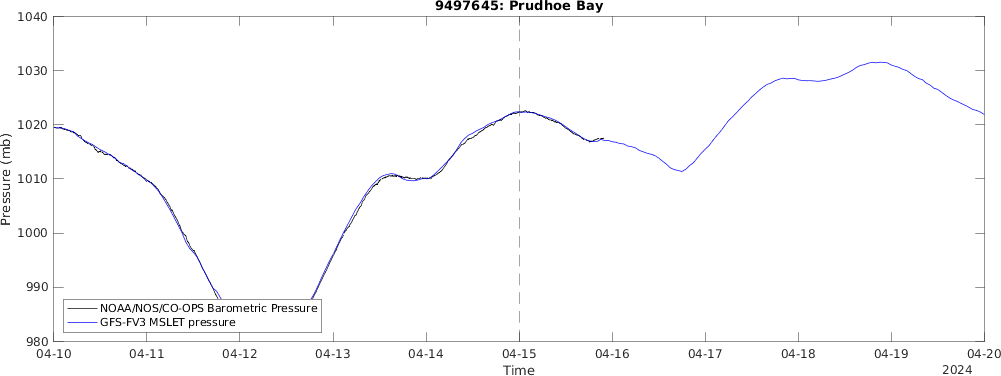 9497645: Prudhoe Bay
1040
1030
1020
1010
1000
990
980
Pressure (mb)
NOAA/NOS/CO-OPS Barometric Pressure
GFS-FV3 MSLET pressure
04-10 04-11 04-12 04-13 04-14 04-15 04-16 04-17 04-18 04-19 04-20
Time
2024